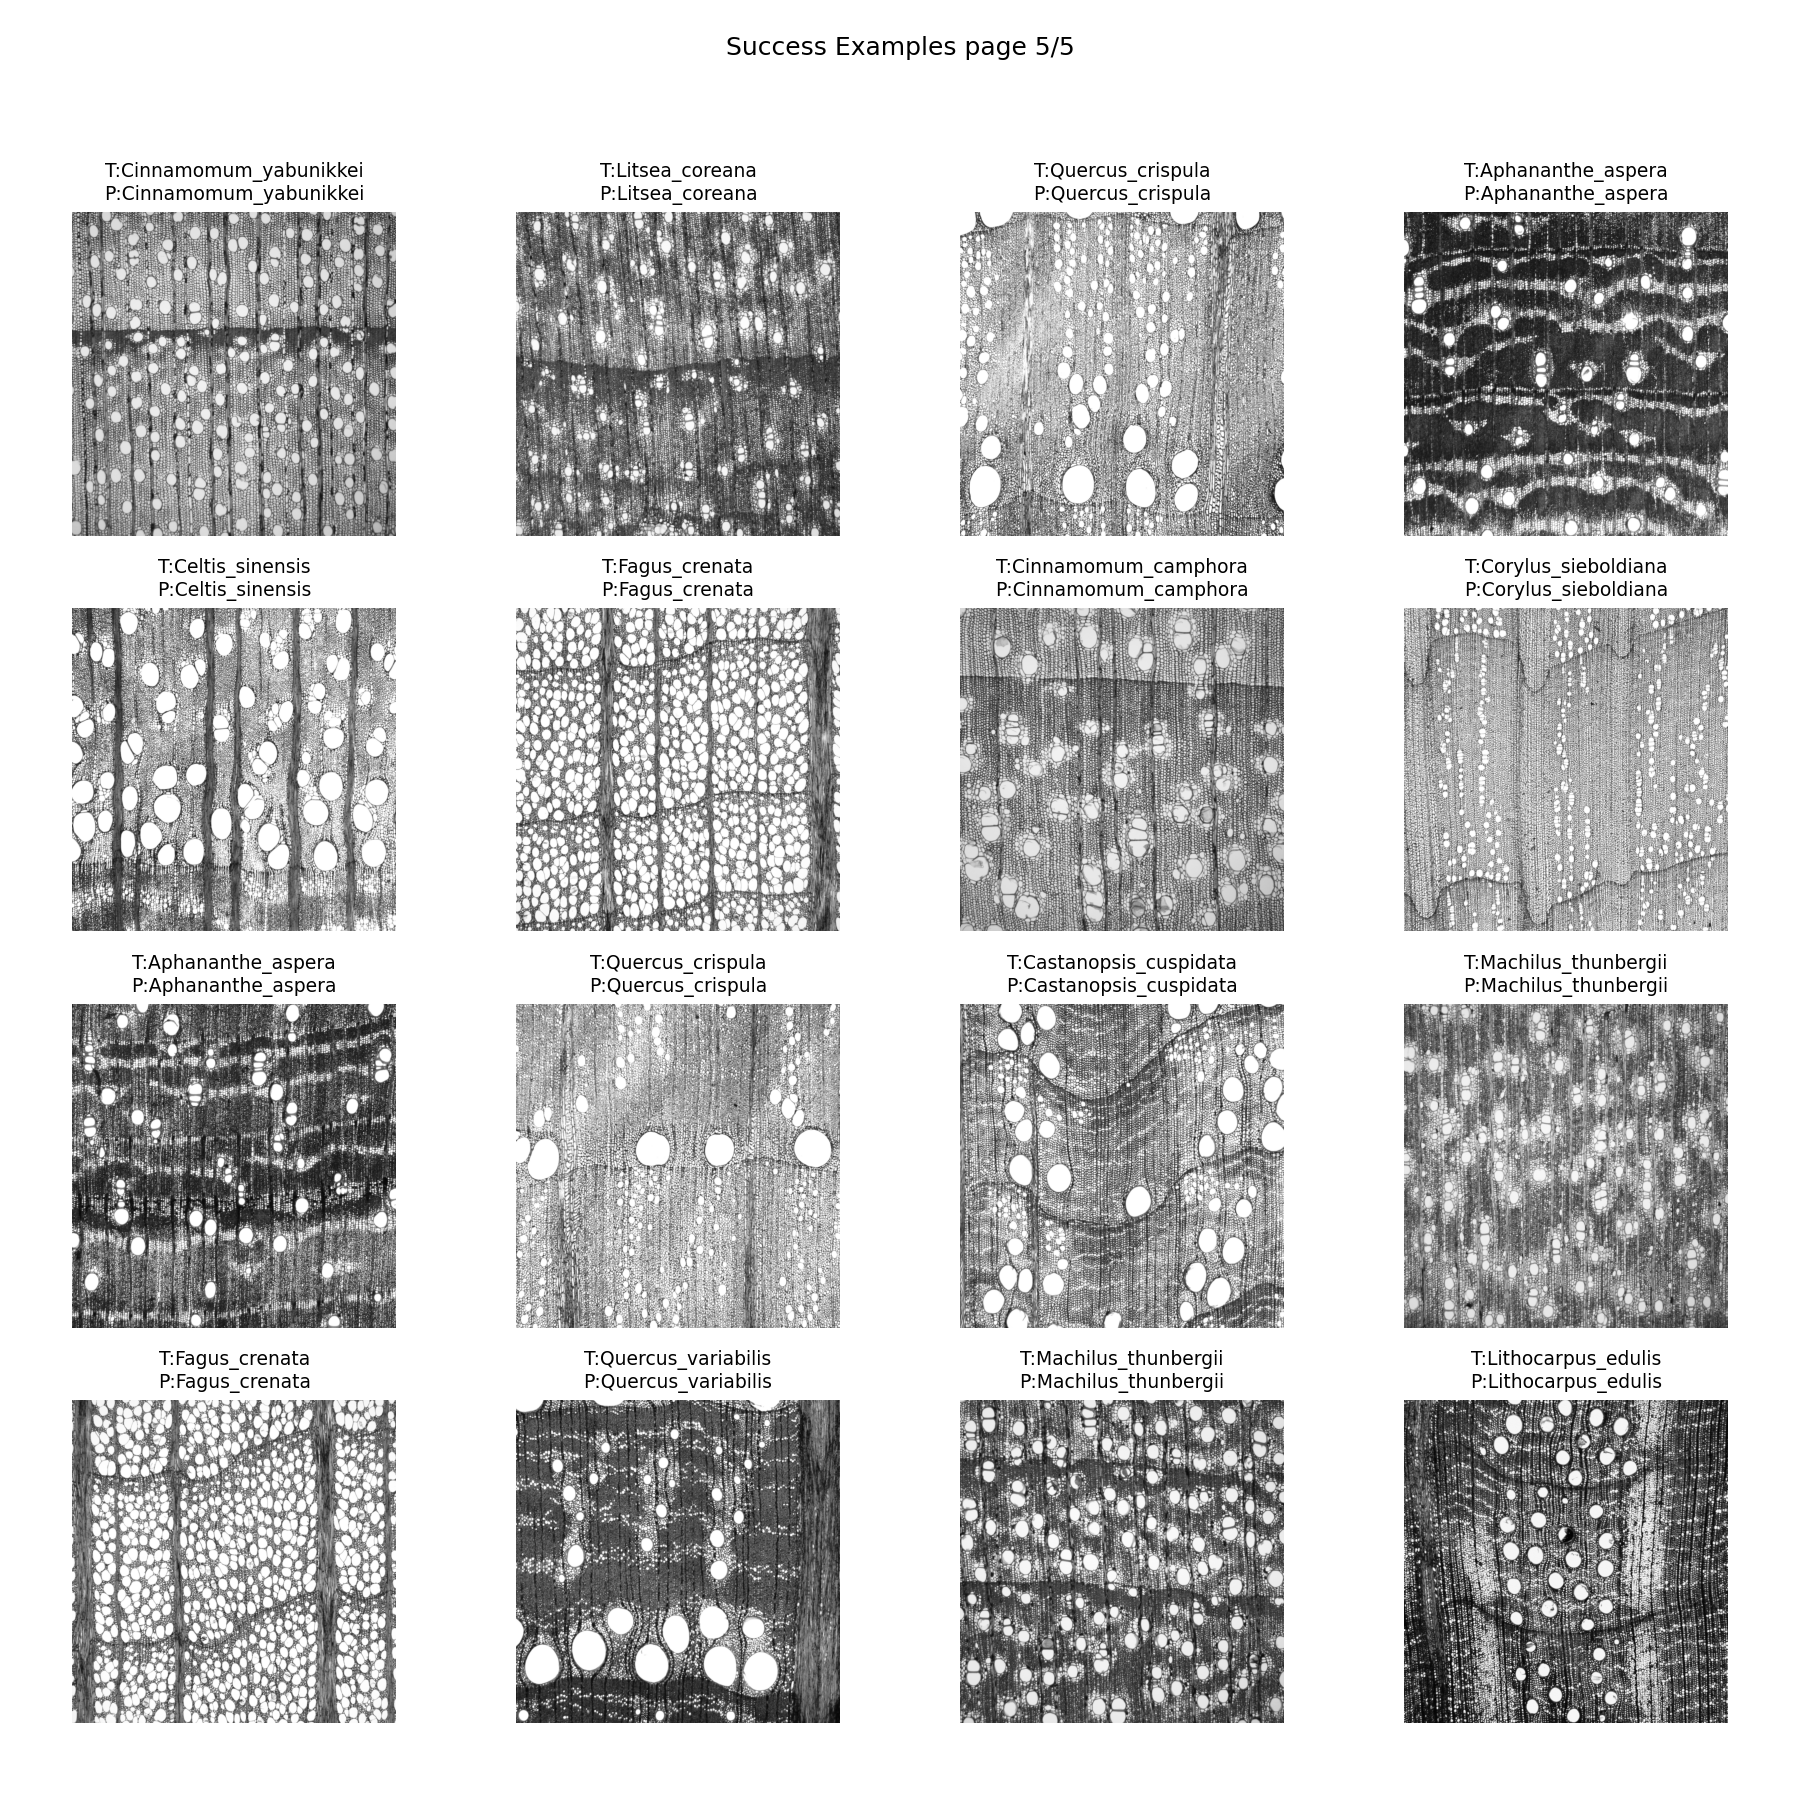 Success Examples page 5/5
T:Cinnamomum_yabunikkei
P:Cinnamomum_yabunikkei
T:Litsea_coreana
P:Litsea_coreana
T:Quercus_crispula
P:Quercus_crispula
T:Aphananthe_aspera
P:Aphananthe_aspera
T:Celtis_sinensis
P:Celtis_sinensis
T:Fagus_crenata
P:Fagus_crenata
T:Cinnamomum_camphora
P:Cinnamomum_camphora
T:Corylus_sieboldiana
P:Corylus_sieboldiana
T:Aphananthe_aspera
P:Aphananthe_aspera
T:Quercus_crispula
P:Quercus_crispula
T:Castanopsis_cuspidata
P:Castanopsis_cuspidata
T:Machilus_thunbergii
P:Machilus_thunbergii
T:Fagus_crenata
P:Fagus_crenata
T:Quercus_variabilis
P:Quercus_variabilis
T:Machilus_thunbergii
P:Machilus_thunbergii
T:Lithocarpus_edulis
P:Lithocarpus_edulis